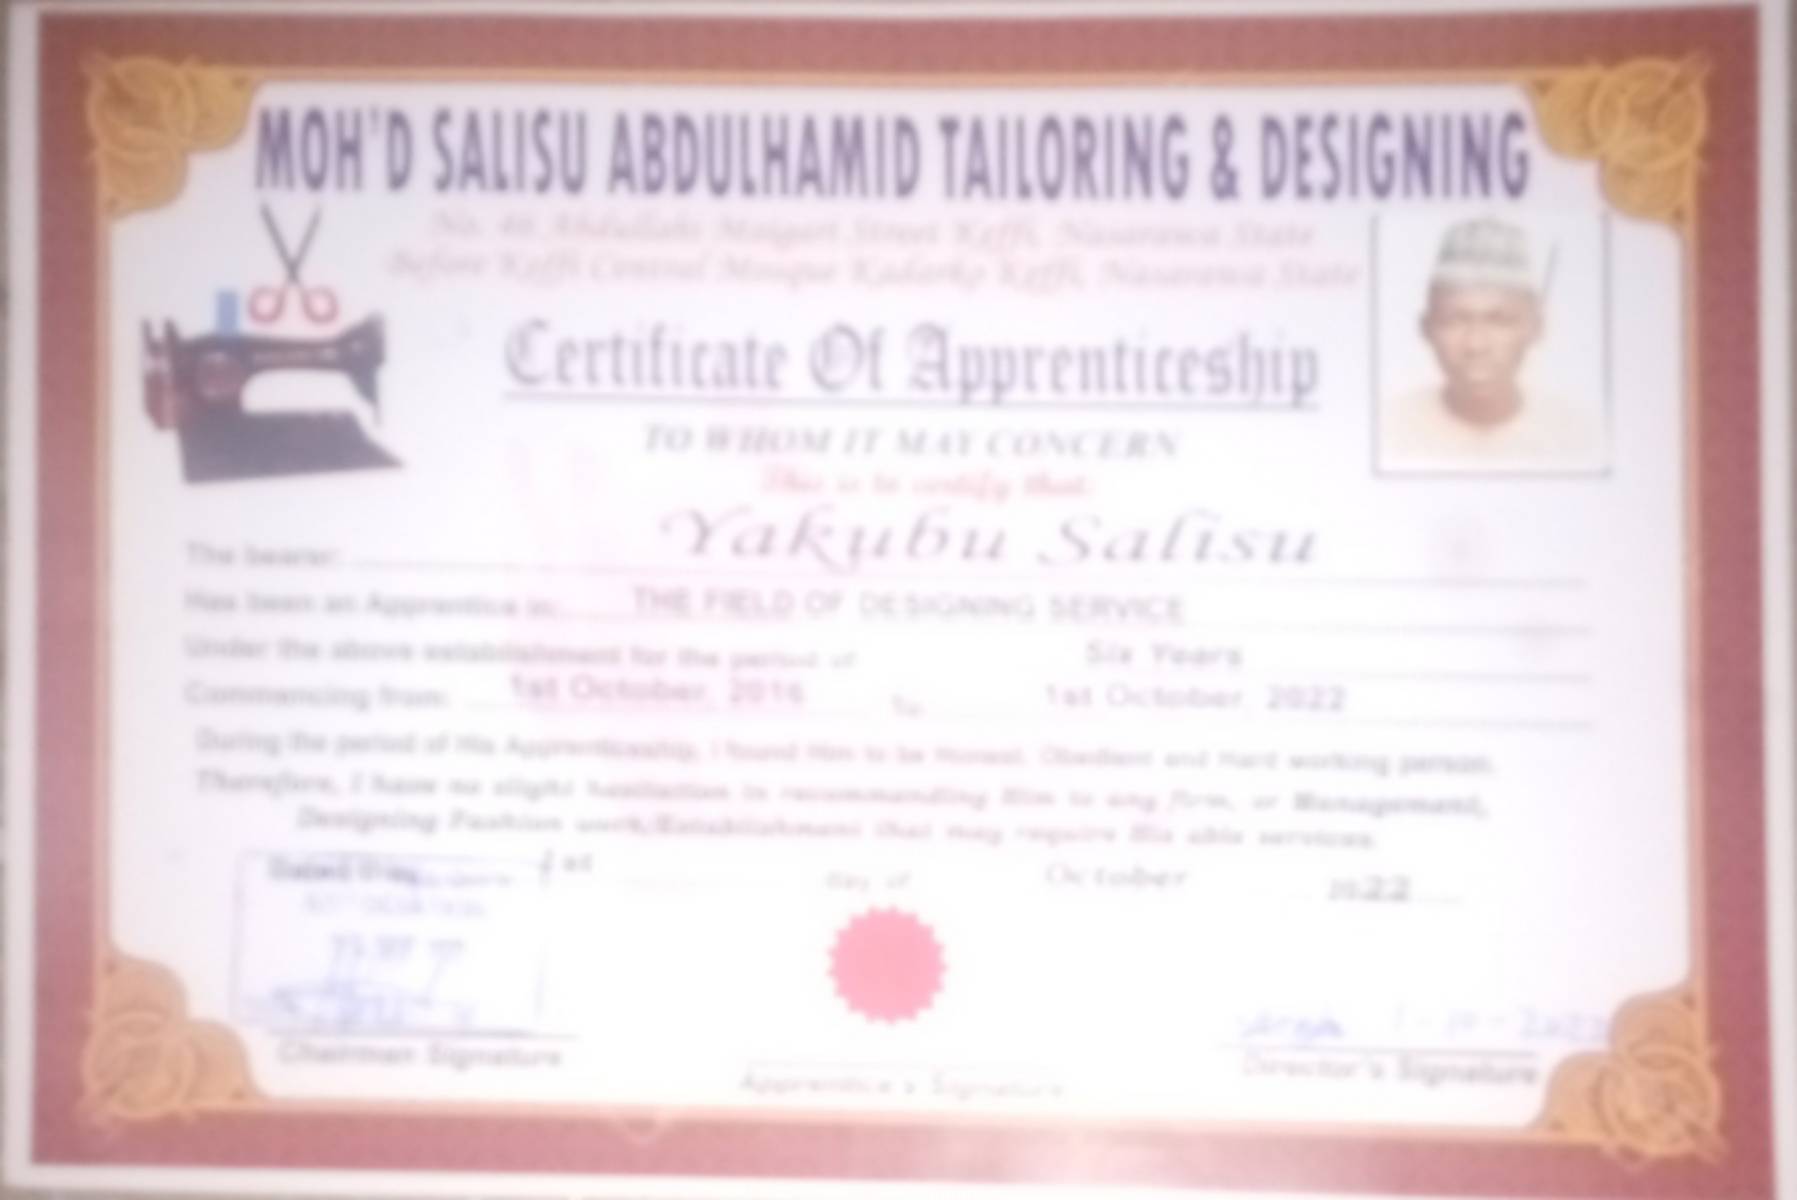 MOH'D SALISU ABDULHAMID TAILORING & DESIGNING
No. 46 Abdullahi Maigari Street Keffi, Nasarawa State
Before Keffi Central Mosque Kadarko Keffi, Nasarawa State
Certificate Of Apprenticeship
TO WHOM IT MAY CONCERN
This is to certify that:
The bearer: Yakubu Salisu
Has been an Apprentice in: THE FIELD OF DESIGNING SERVICE
Under the above establishment for the period of Six Years
Commencing from: 1st October, 2016 To 1st October, 2022
During the period of His Apprenticeship, I found Him to be Honest, Obedient and Hard working person.
Therefore, I have no slight hesitation in recommending Him to any firm, or Management,
Designing Fashion work/Establishment that may require His able services.
Dated this 1st day of October 2022
1-10-2022
Chairman Signature
Director's Signature
Apprentice's Signature